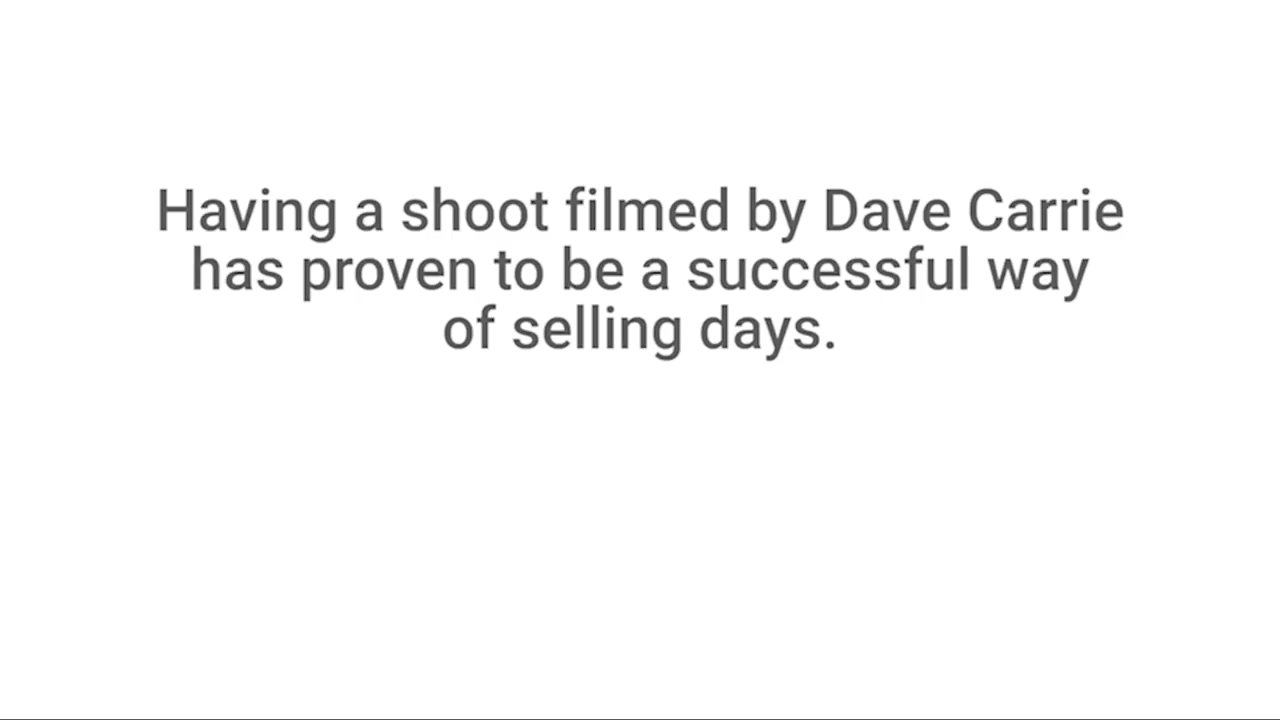 Having a shoot filmed by Dave Carrie
has proven to be a successful way
of selling days.